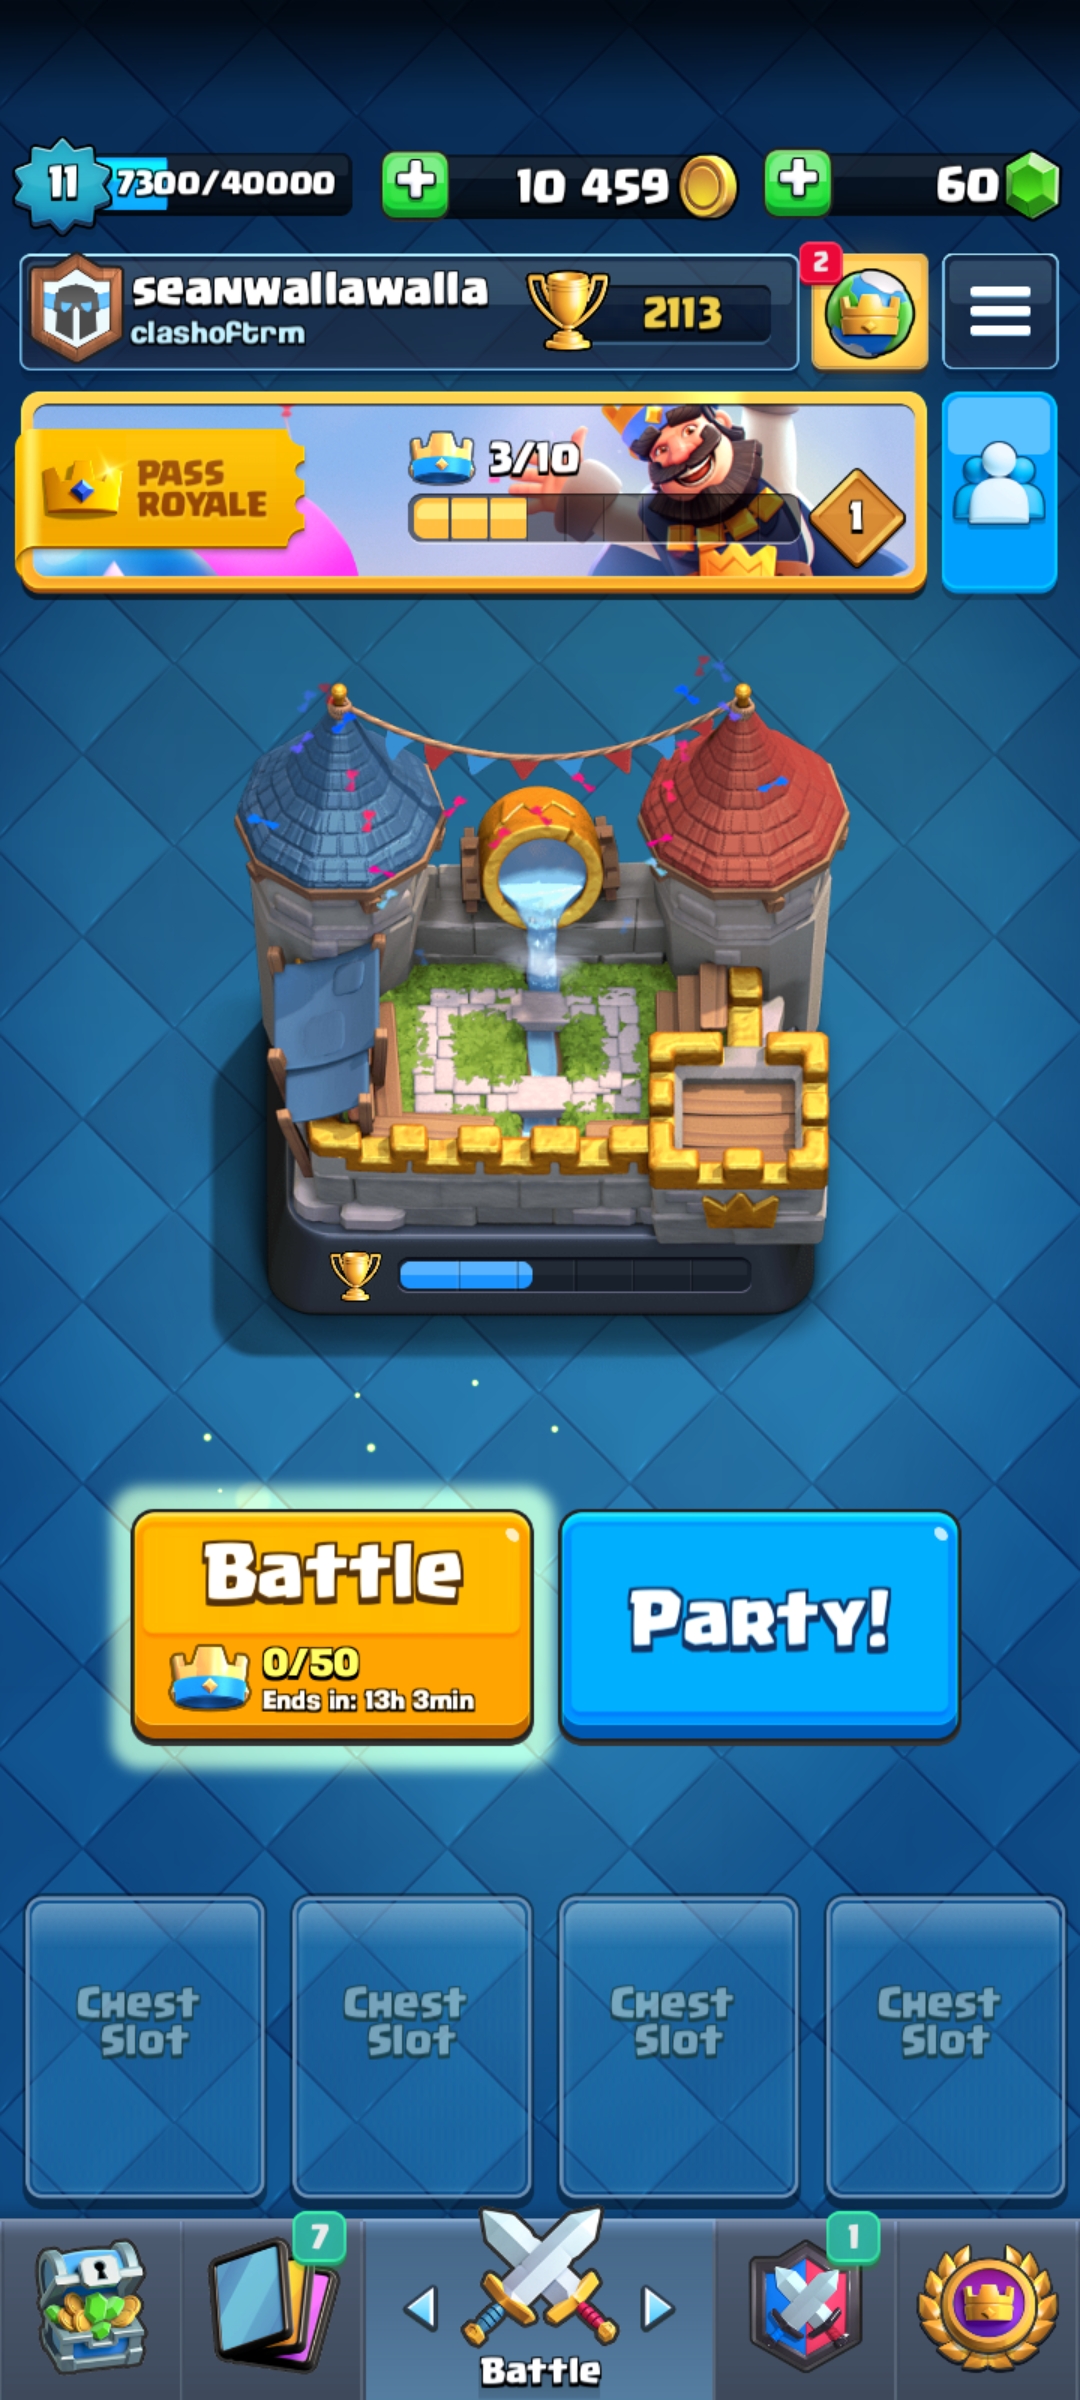 11
7300/40000
10 459
60
seanwallawalla
clashoftrm
2113
2
PASS
ROYALE
3/10
1
Battle
0/50
Ends in: 13h 3min
Party!
Chest
Slot
Chest
Slot
Chest
Slot
Chest
Slot
7
1
Battle